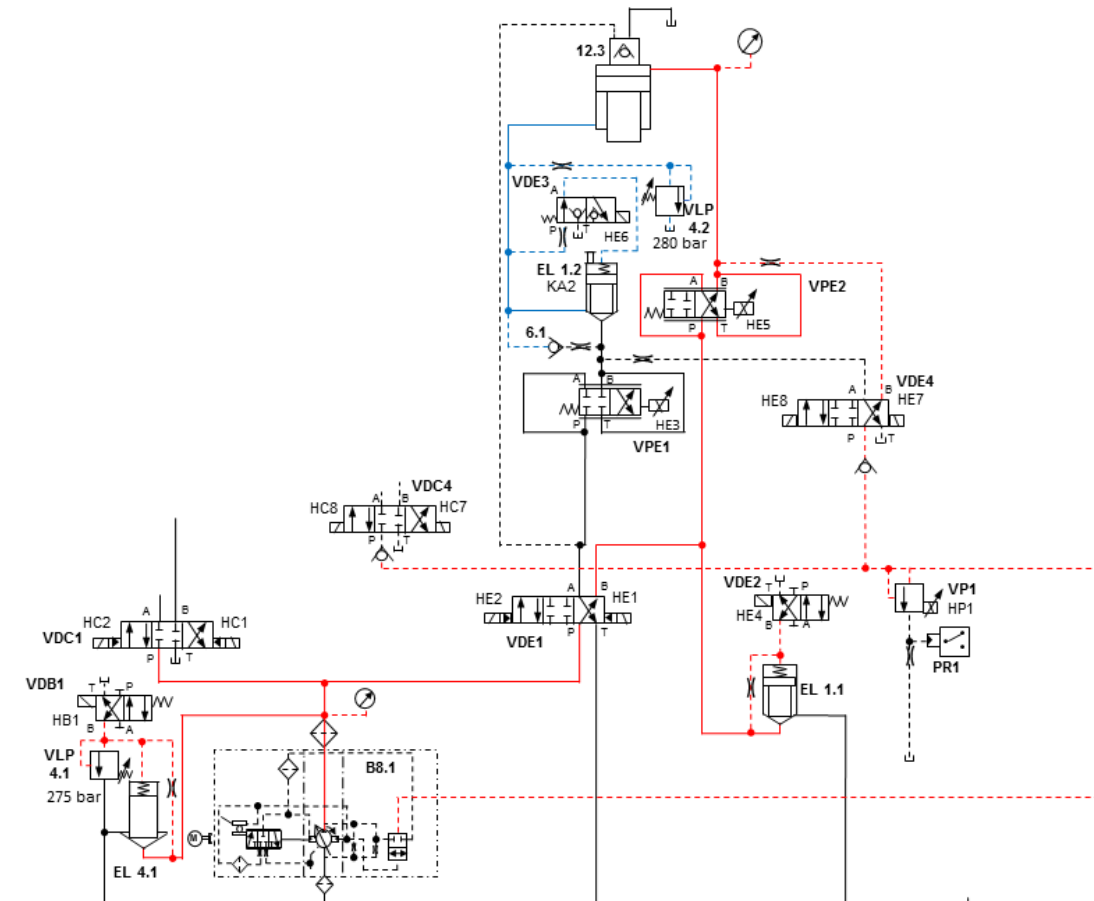 12.3
VDE3
A
P
T
HE6
VLP
4.2
280 bar
EL 1.2
KA2
A
B
VPE2
P
T
HE5
6.1
A
B
VDE4
HE8
HE7
P
T
A
B
P
T
HE3
VPE1
VDC4
HC8
A
B
HC7
P
T
VDE2
T
P
HE4
B
A
VP1
HP1
PR1
HE2
A
B
HE1
VDE1
P
T
HC2
A
B
HC1
VDC1
P
T
EL 1.1
VDB1
T
P
HB1
B
A
VLP
4.1
275 bar
B8.1
M
EL 4.1